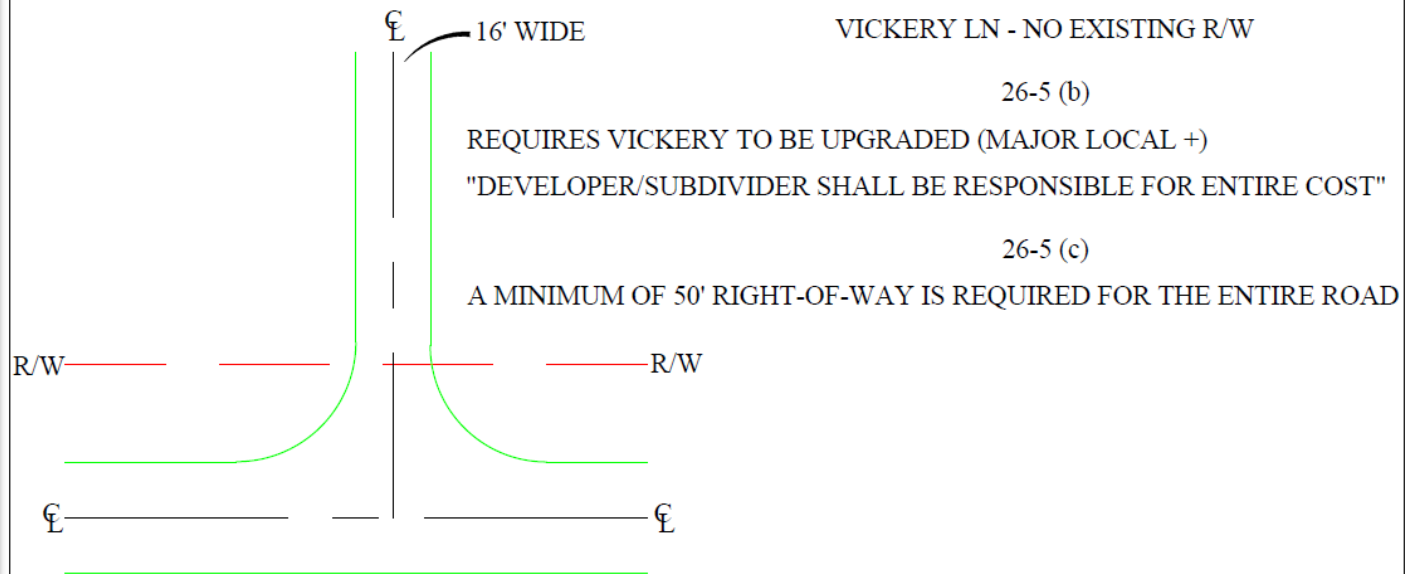 ℄
16' WIDE
VICKERY LN - NO EXISTING R/W
26-5 (b)
REQUIRES VICKERY TO BE UPGRADED (MAJOR LOCAL +)
"DEVELOPER/SUBDIVIDER SHALL BE RESPONSIBLE FOR ENTIRE COST"
26-5 (c)
A MINIMUM OF 50' RIGHT-OF-WAY IS REQUIRED FOR THE ENTIRE ROAD
R/W
R/W
℄
℄